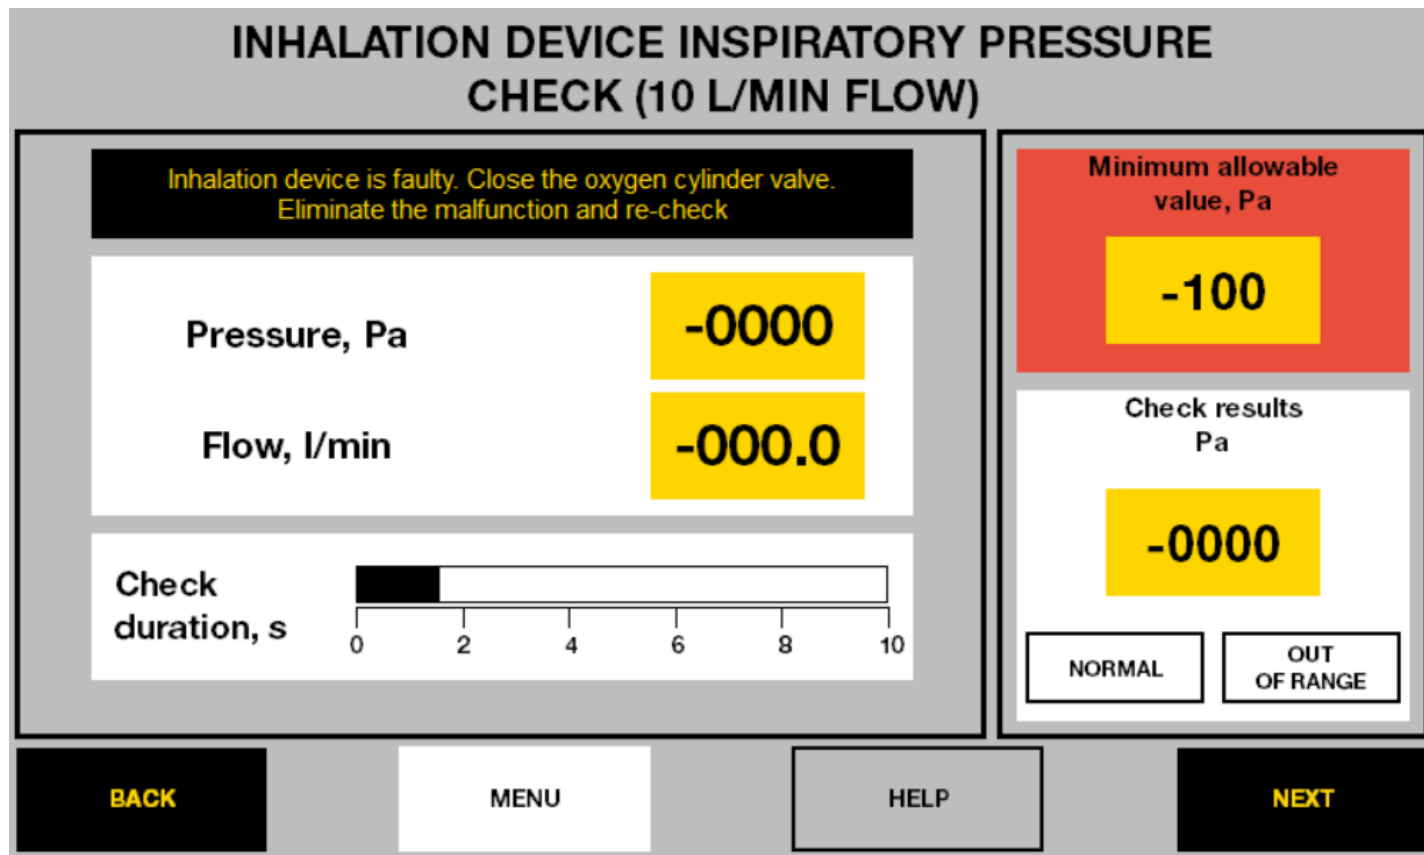 INHALATION DEVICE INSPIRATORY PRESSURE
CHECK (10 L/MIN FLOW)
Inhalation device is faulty. Close the oxygen cylinder valve.
Eliminate the malfunction and re-check
Pressure, Pa
-0000
Flow, l/min
-000.0
Check
duration, s
0 2 4 6 8 10
Minimum allowable
value, Pa
-100
Check results
Pa
-0000
NORMAL
OUT
OF RANGE
BACK
MENU
HELP
NEXT